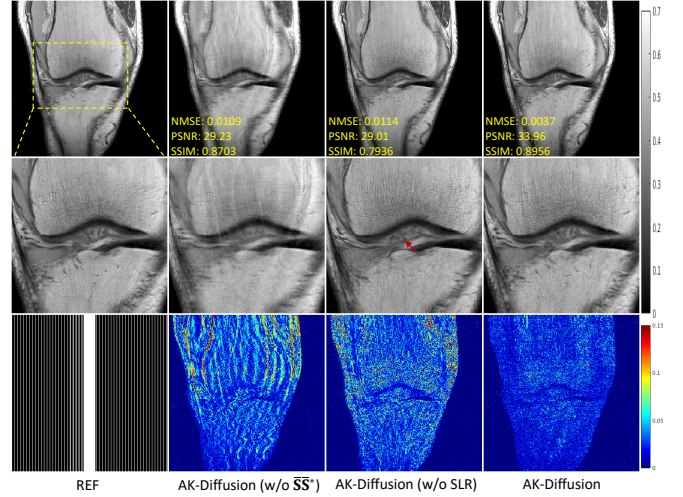 NMSE: 0.0109
PSNR: 29.23
SSIM: 0.8703
NMSE: 0.0114
PSNR: 29.01
SSIM: 0.7936
NMSE: 0.0037
PSNR: 33.96
SSIM: 0.8956
0.7
0.6
0.5
0.4
0.3
0.2
0.1
0
0.15
0.1
0.05
0
REF
AK-Diffusion (w/o S̅S̅*)
AK-Diffusion (w/o SLR)
AK-Diffusion